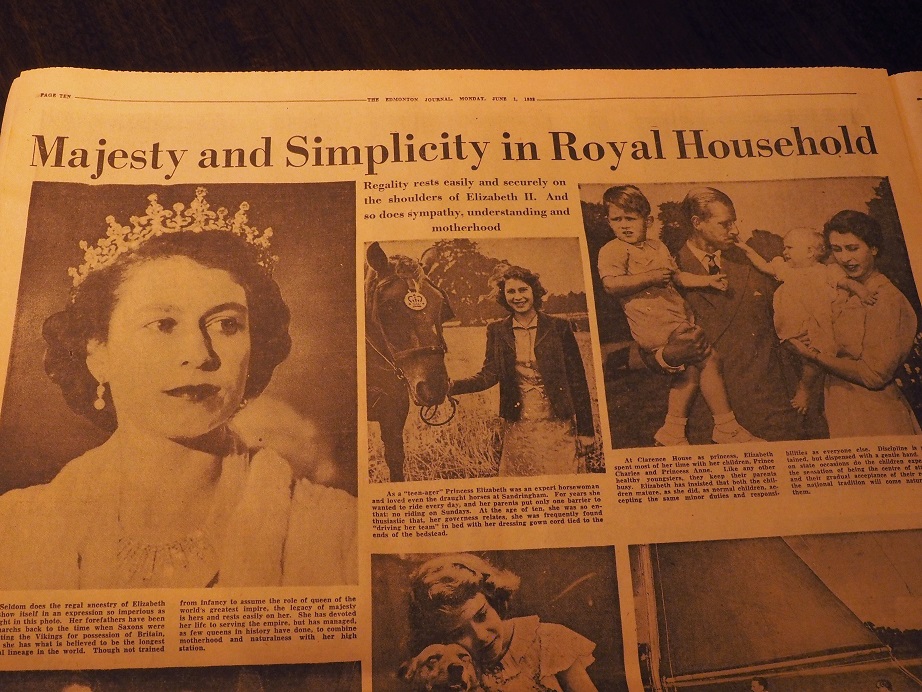 PAGE TEN
THE EDMONTON JOURNAL, MONDAY, JUNE 1, 1953
Majesty and Simplicity in Royal Household
Regality rests easily and securely on
the shoulders of Elizabeth II. And
so does sympathy, understanding and
motherhood
Seldom does the regal ancestry of Elizabeth
show itself in an expression so imperious as
in this photo. Her forefathers have been
back to the time when Saxons were
the Vikings for possession of Britain,
she has what is believed to be the longest
lineage in the world. Though not trained
from infancy to assume the role of queen of the
world's greatest empire, the legacy of majesty
is hers and rests easily on her. She has devoted
her life to serving the empire, but has managed,
as few queens in history have done, to combine
motherhood and naturalness with her high
station.
As a "teen-ager" Princess Elizabeth was an expert horsewoman
and loved even the draught horses at Sandringham. For years she
wanted to ride every day, and her parents put only one barrier to
that: no riding on Sundays. At the age of ten, she was so en-
thusiastic that, her governess relates, she was frequently found
"driving her team" in bed with her dressing gown cord tied to the
ends of the bedstead.
At Clarence House as princess, Elizabeth
spent most of her time with her children, Prince
Charlie and Princess Anne. Like any other
healthy youngsters, they keep their parents
busy. Elizabeth has insisted that both the chil-
dren mature, as she did, as normal children, ac-
cepting the same minor duties and responsi-
bilities as everyone else. Discipline is
tained, but dispensed with a gentle hand.
on state occasions do the children
the sensation of being the centre of
and their gradual acceptance of their
the national tradition will come
them.